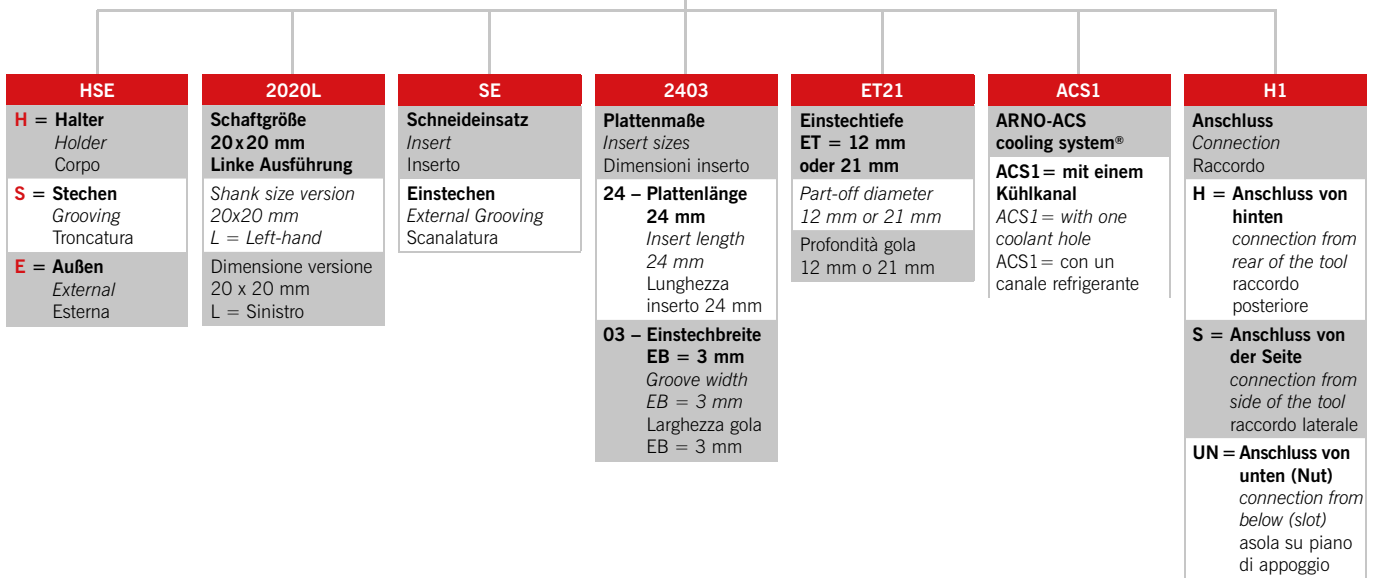 HSE
H = Halter
Holder
Corpo
S = Stechen
Grooving
Troncatura
E = Außen
External
Esterna
2020L
Schaftgröße
20x20 mm
Linke Ausführung
Shank size version
20x20 mm
L = Left-hand
Dimensione versione
20 x 20 mm
L = Sinistro
SE
Schneideinsatz
Insert
Inserto
Einstechen
External Grooving
Scanalatura
2403
Plattenmaße
Insert sizes
Dimensioni inserto
24 – Plattenlänge
24 mm
Insert length
24 mm
Lunghezza
inserto 24 mm
03 – Einstechbreite
EB = 3 mm
Groove width
EB = 3 mm
Larghezza gola
EB = 3 mm
ET21
Einstechtiefe
ET = 12 mm
oder 21 mm
Part-off diameter
12 mm or 21 mm
Profondità gola
12 mm o 21 mm
ACS1
ARNO-ACS
cooling system®
ACS1= mit einem
Kühlkanal
ACS1= with one
coolant hole
ACS1= con un
canale refrigerante
H1
Anschluss
Connection
Raccordo
H = Anschluss von
hinten
connection from
rear of the tool
raccordo
posteriore
S = Anschluss von
der Seite
connection from
side of the tool
raccordo laterale
UN = Anschluss von
unten (Nut)
connection from
below (slot)
asola su piano
di appoggio